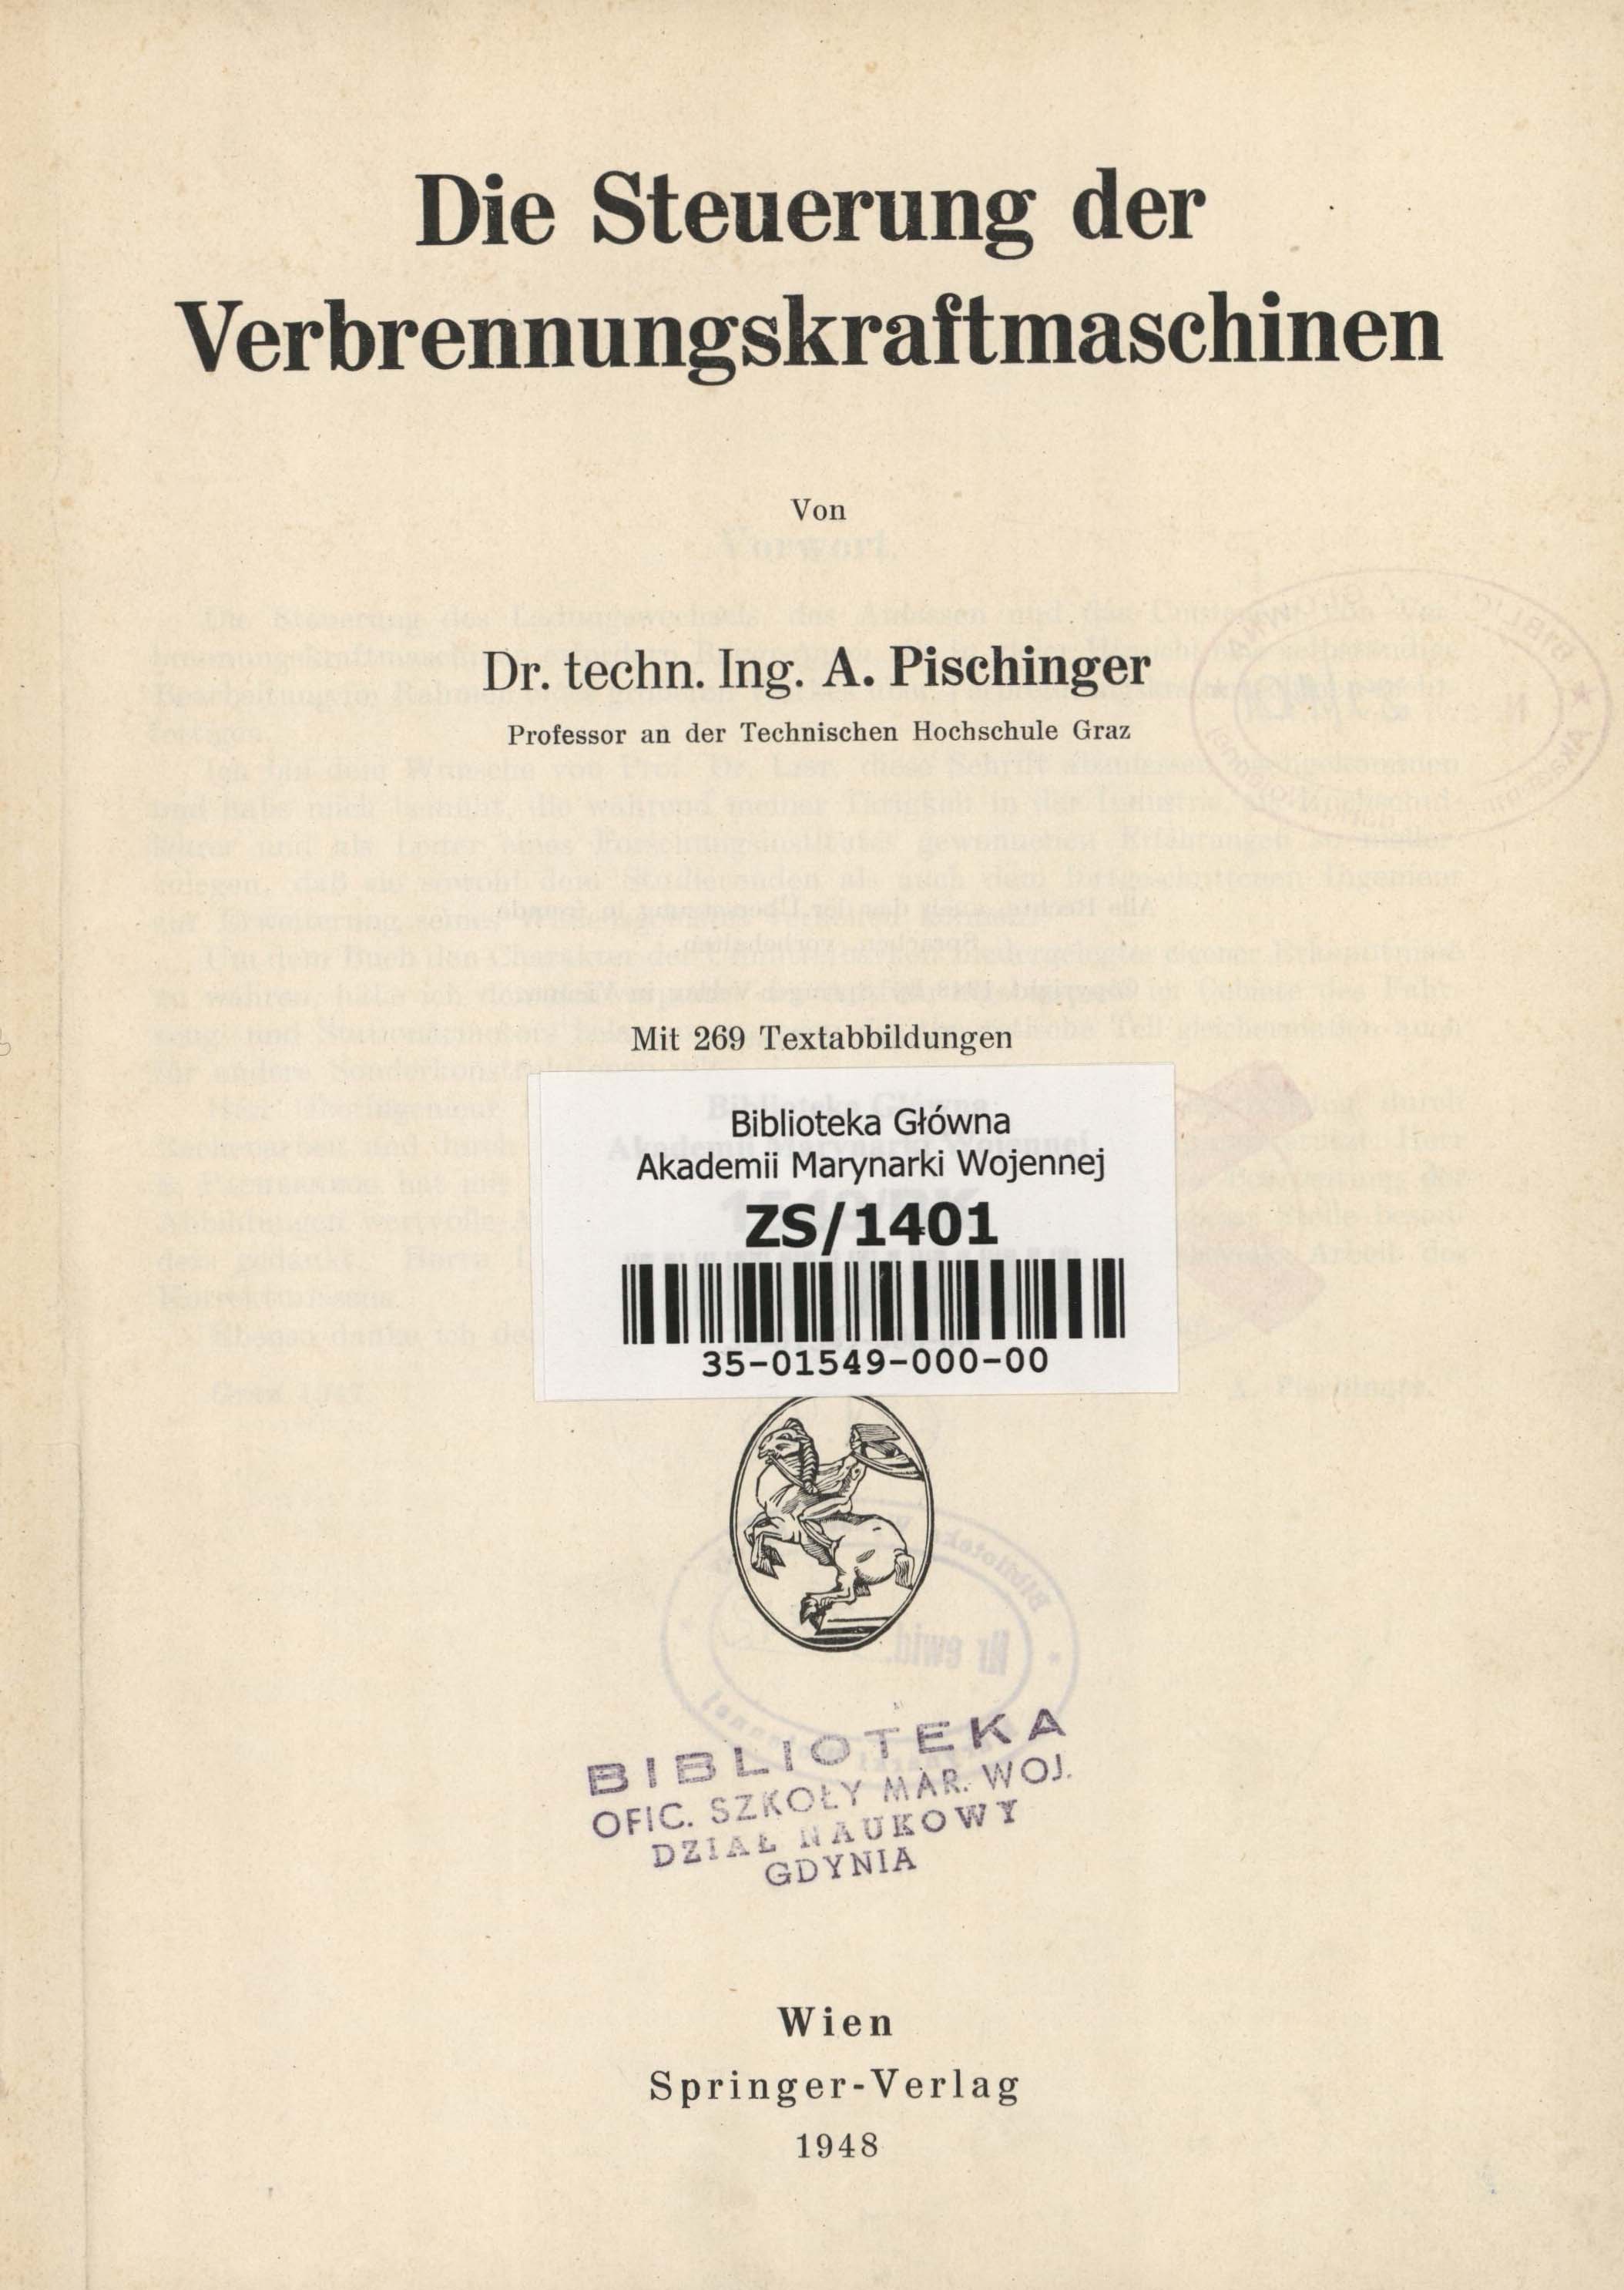 Die Steuerung der
Verbrennungskraftmaschinen
Von
Dr. techn. Ing. A. Pischinger
Professor an der Technischen Hochschule Graz
Mit 269 Textabbildungen
Biblioteka Główna
Akademii Marynarki Wojennej
ZS/1401
35-01549-000-00
BIBLIOTEKA
OFIC. SZKOŁY MAR. WOJ.
DZIAŁ NAUKOWY
GDYNIA
Wien
Springer-Verlag
1948